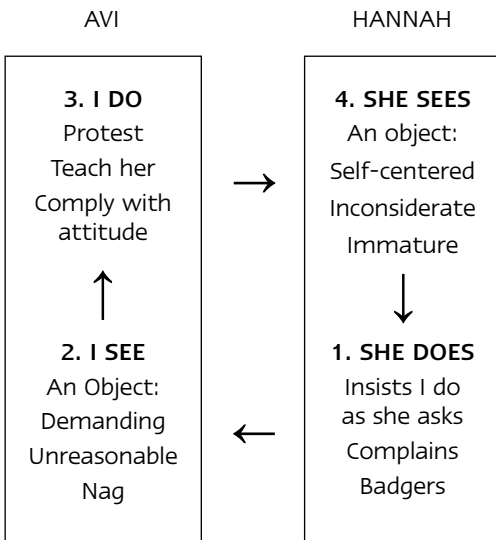 AVI
3. I DO
Protest
Teach her
Comply with
attitude
2. I SEE
An Object:
Demanding
Unreasonable
Nag
HANNAH
4. SHE SEES
An object:
Self-centered
Inconsiderate
Immature
1. SHE DOES
Insists I do
as she asks
Complains
Badgers